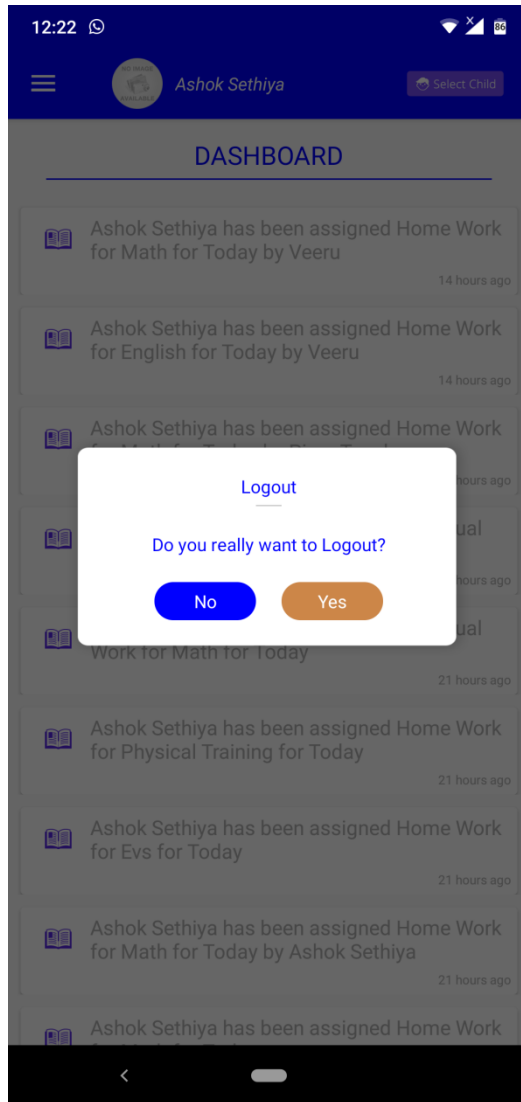 12:22
86
NO IMAGE
AVAILABLE
Ashok Sethiya
Select Child
DASHBOARD
Ashok Sethiya has been assigned Home Work
for Math for Today by Veeru
14 hours ago
Ashok Sethiya has been assigned Home Work
for English for Today by Veeru
14 hours ago
Ashok Sethiya has been assigned Home Work
hours ago
Logout
Do you really want to Logout?
No
Yes
ual
hours ago
ual
Work for Math for Today
21 hours ago
Ashok Sethiya has been assigned Home Work
for Physical Training for Today
21 hours ago
Ashok Sethiya has been assigned Home Work
for Evs for Today
21 hours ago
Ashok Sethiya has been assigned Home Work
for Math for Today by Ashok Sethiya
21 hours ago
Ashok Sethiya has been assigned Home Work